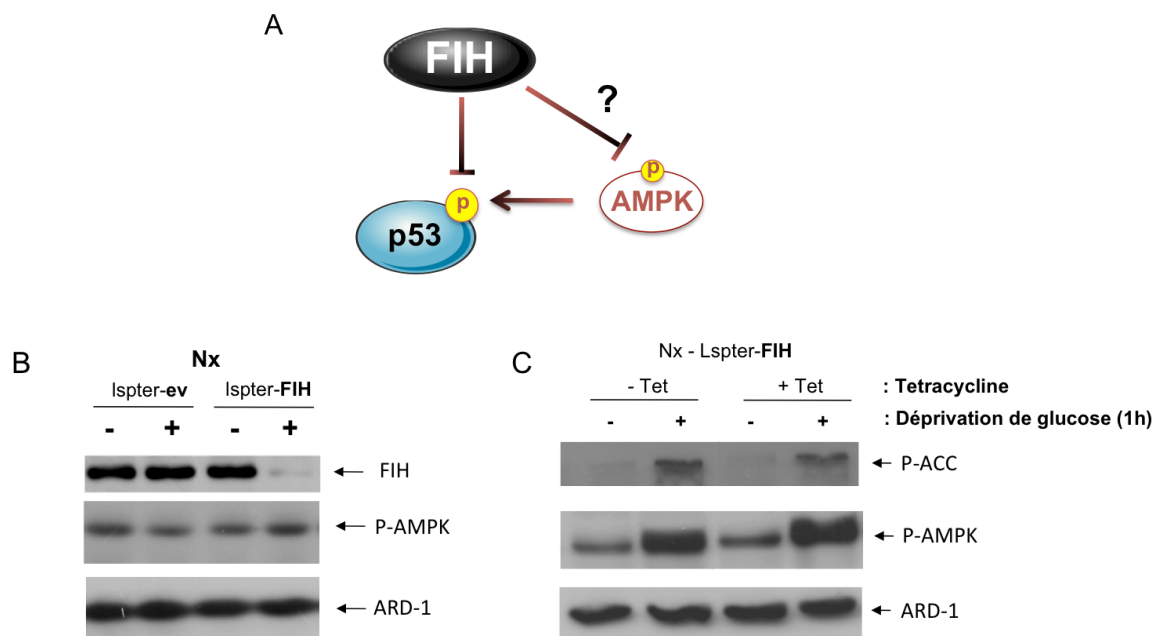 A
FIH
?
p
AMPK
p
p53
B
Nx
lspter-ev lspter-FIH
- + - +
FIH
P-AMPK
ARD-1
C
Nx - Lspter-FIH
- Tet + Tet : Tetracycline
- + - + : Déprivation de glucose (1h)
P-ACC
P-AMPK
ARD-1